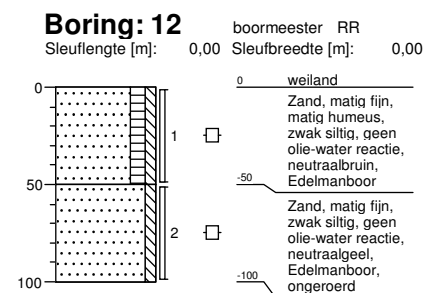 Boring: 12 boormeester RR
Sleuflengte [m]: 0,00 Sleufbreedte [m]: 0,00
0
50
100
1
2
0 weiland
Zand, matig fijn,
matig humeus,
zwak siltig, geen
olie-water reactie,
neutraalbruin,
Edelmanboor
-50
Zand, matig fijn,
zwak siltig, geen
olie-water reactie,
neutraalgeel,
Edelmanboor,
ongeroerd
-100